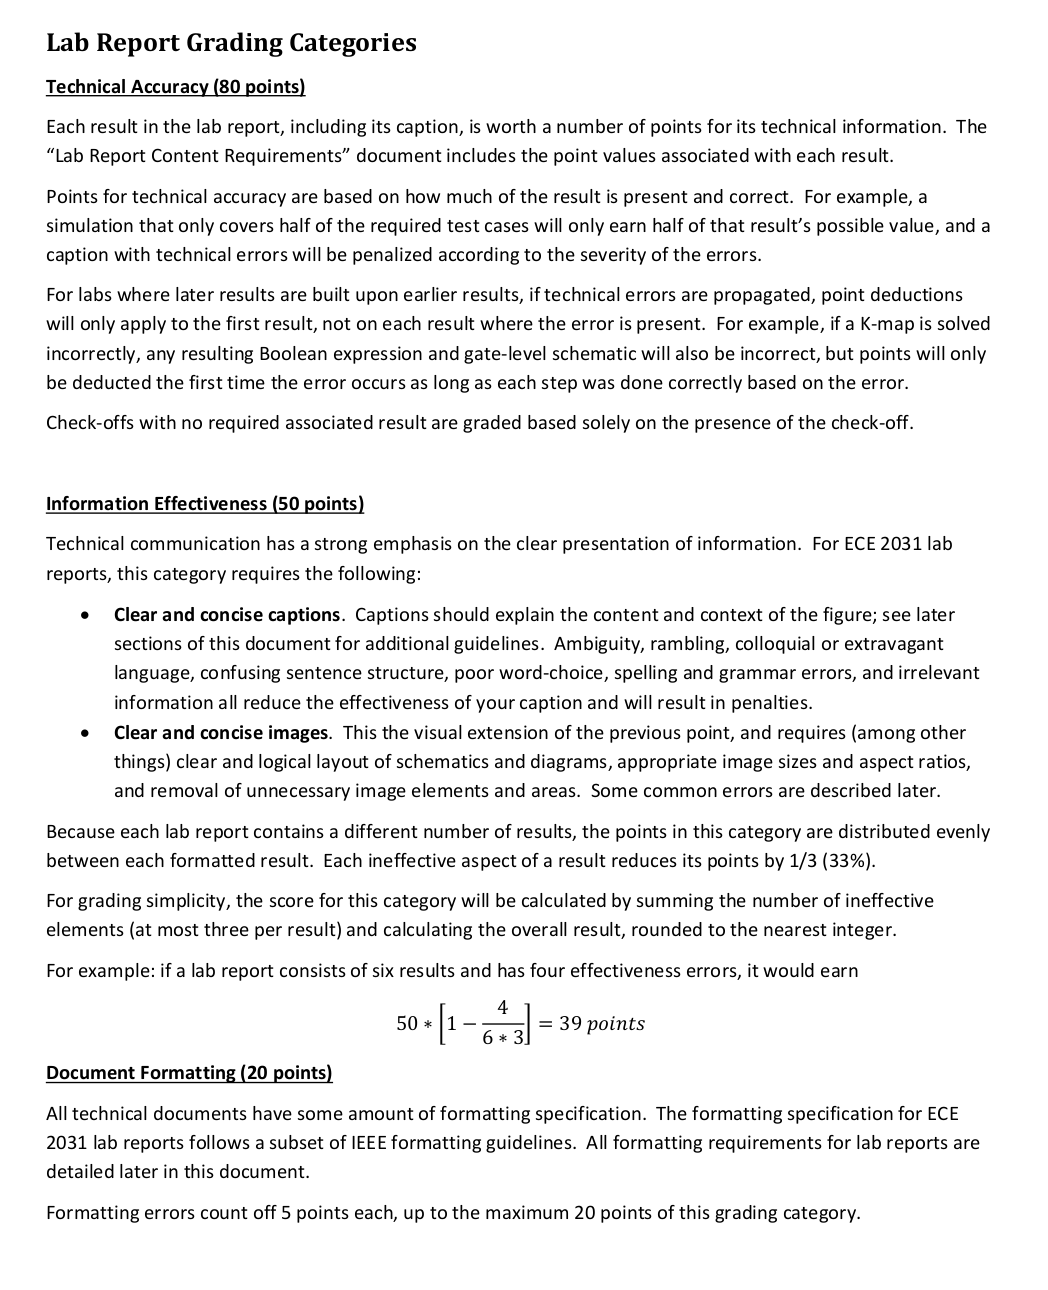 Lab Report Grading Categories
Technical Accuracy (80 points)
Each result in the lab report, including its caption, is worth a number of points for its technical information.  The
“Lab Report Content Requirements” document includes the point values associated with each result.
Points for technical accuracy are based on how much of the result is present and correct.  For example, a
simulation that only covers half of the required test cases will only earn half of that result’s possible value, and a
caption with technical errors will be penalized according to the severity of the errors.
For labs where later results are built upon earlier results, if technical errors are propagated, point deductions
will only apply to the first result, not on each result where the error is present.  For example, if a K-map is solved
incorrectly, any resulting Boolean expression and gate-level schematic will also be incorrect, but points will only
be deducted the first time the error occurs as long as each step was done correctly based on the error.
Check-offs with no required associated result are graded based solely on the presence of the check-off.
Information Effectiveness (50 points)
Technical communication has a strong emphasis on the clear presentation of information.  For ECE 2031 lab
reports, this category requires the following:
• Clear and concise captions.  Captions should explain the content and context of the figure; see later
sections of this document for additional guidelines.  Ambiguity, rambling, colloquial or extravagant
language, confusing sentence structure, poor word-choice, spelling and grammar errors, and irrelevant
information all reduce the effectiveness of your caption and will result in penalties.
• Clear and concise images.  This the visual extension of the previous point, and requires (among other
things) clear and logical layout of schematics and diagrams, appropriate image sizes and aspect ratios,
and removal of unnecessary image elements and areas.  Some common errors are described later.
Because each lab report contains a different number of results, the points in this category are distributed evenly
between each formatted result.  Each ineffective aspect of a result reduces its points by 1/3 (33%).
For grading simplicity, the score for this category will be calculated by summing the number of ineffective
elements (at most three per result) and calculating the overall result, rounded to the nearest integer.
For example: if a lab report consists of six results and has four effectiveness errors, it would earn
50 * [1 − 4 / (6 * 3)] = 39 points
Document Formatting (20 points)
All technical documents have some amount of formatting specification.  The formatting specification for ECE
2031 lab reports follows a subset of IEEE formatting guidelines.  All formatting requirements for lab reports are
detailed later in this document.
Formatting errors count off 5 points each, up to the maximum 20 points of this grading category.